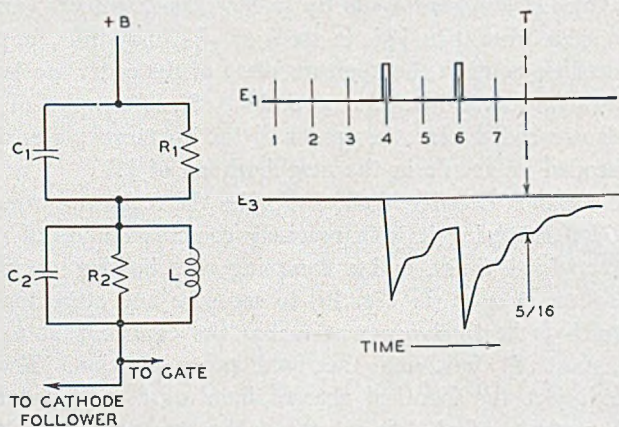 +B
C1
R1
C2
R2
L
TO GATE
TO CATHODE
FOLLOWER
T
E1
1 2 3 4 5 6 7
E3
5/16
TIME